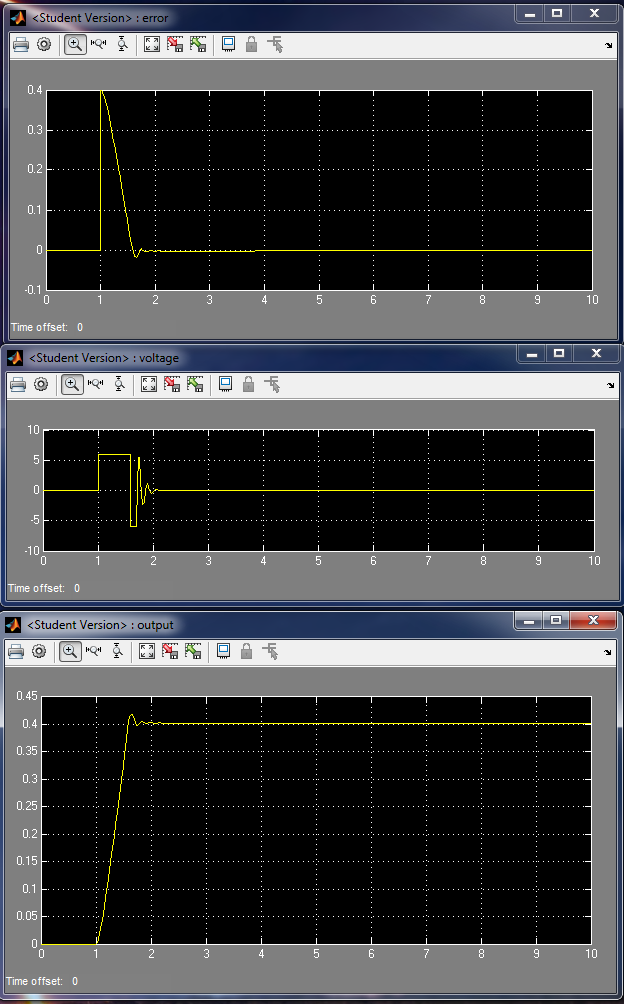 <Student Version> : error
0.4
0.3
0.2
0.1
0
-0.1
0 1 2 3 4 5 6 7 8 9 10
Time offset: 0
<Student Version> : voltage
10
5
0
-5
-10
0 1 2 3 4 5 6 7 8 9 10
Time offset: 0
<Student Version> : output
0.45
0.4
0.35
0.3
0.25
0.2
0.15
0.1
0.05
0
0 1 2 3 4 5 6 7 8 9 10
Time offset: 0